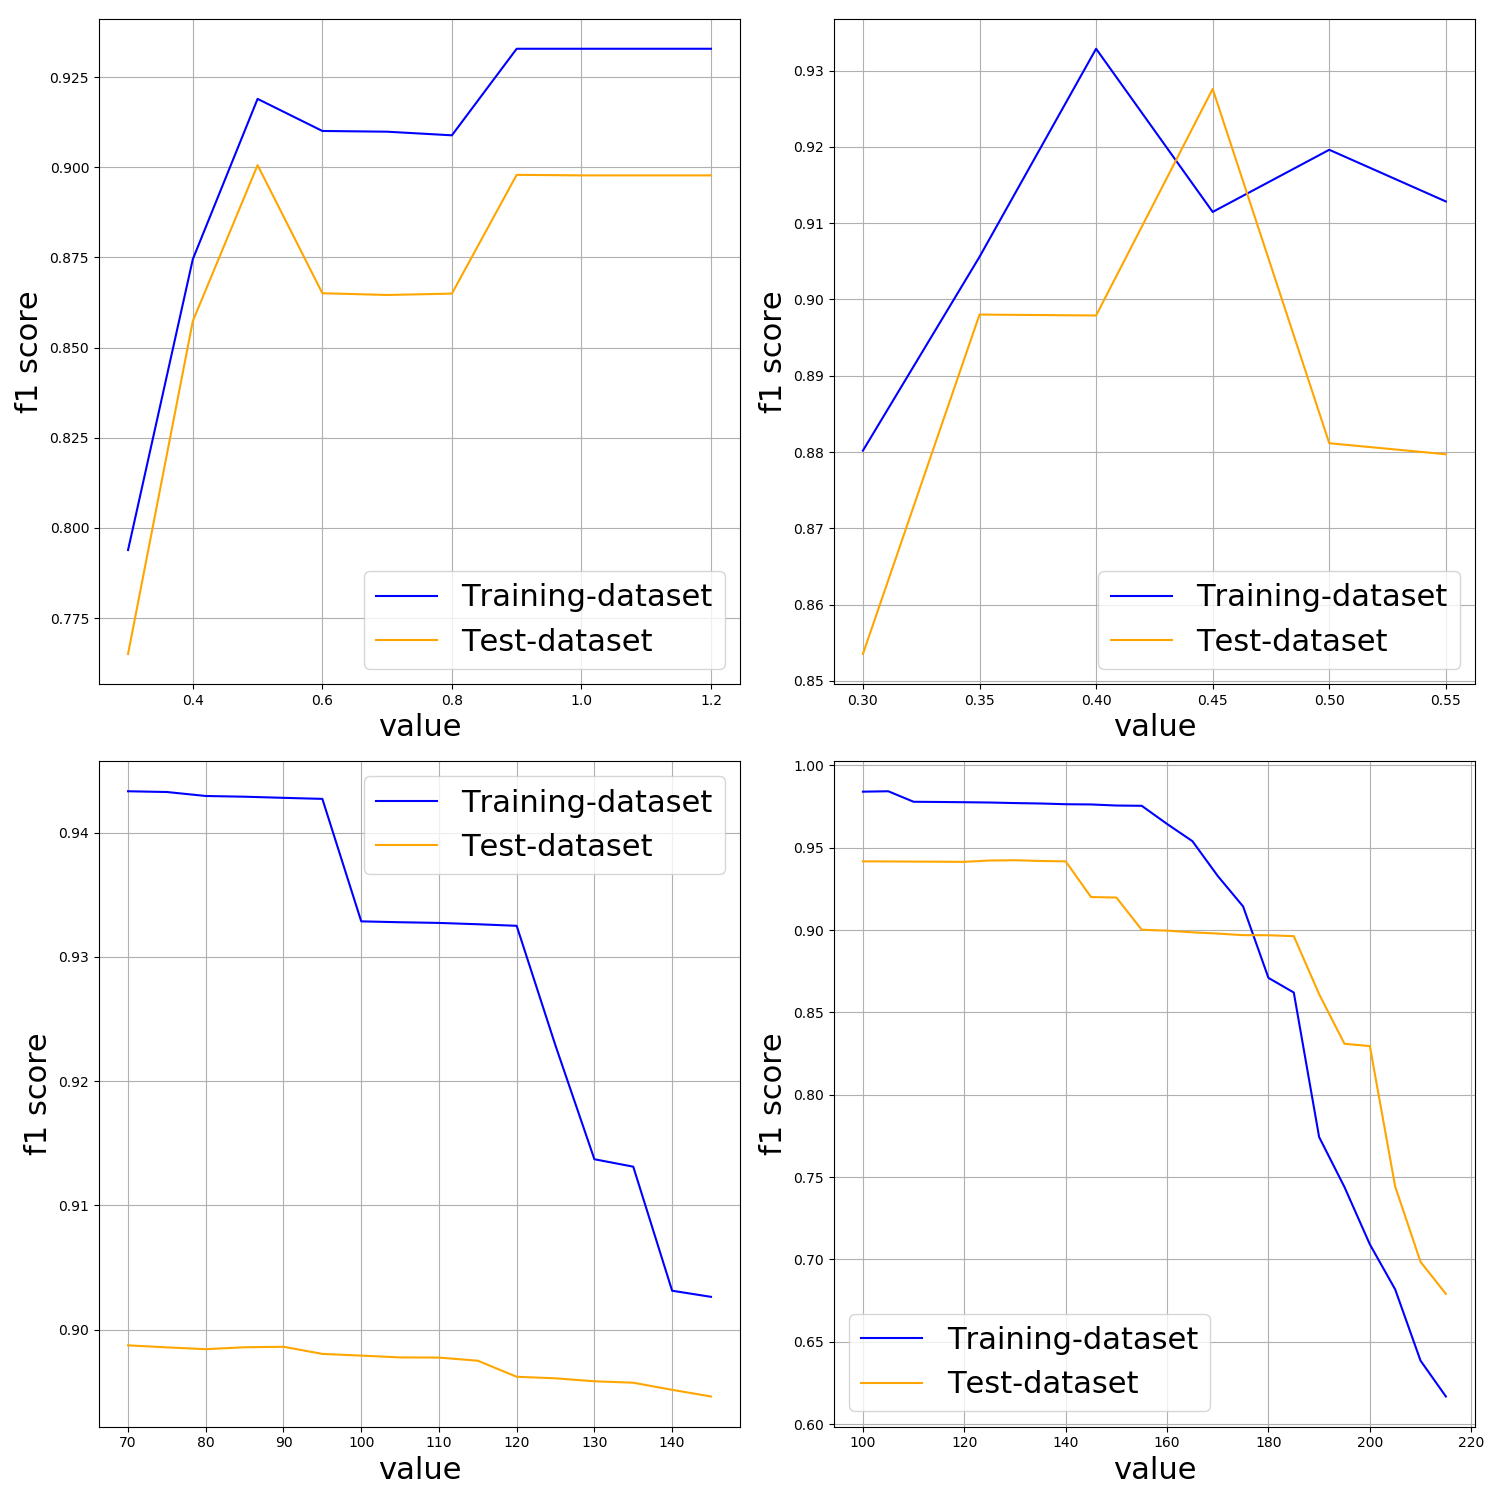 0.925
0.900
0.875
0.850
0.825
0.800
0.775
f1 score
Training-dataset
Test-dataset
0.4 0.6 0.8 1.0 1.2
value
0.93
0.92
0.91
0.90
0.89
0.88
0.87
0.86
0.85
f1 score
Training-dataset
Test-dataset
0.30 0.35 0.40 0.45 0.50 0.55
value
Training-dataset
Test-dataset
0.94
0.93
0.92
0.91
0.90
f1 score
70 80 90 100 110 120 130 140
value
1.00
0.95
0.90
0.85
0.80
0.75
0.70
0.65
0.60
f1 score
Training-dataset
Test-dataset
100 120 140 160 180 200 220
value